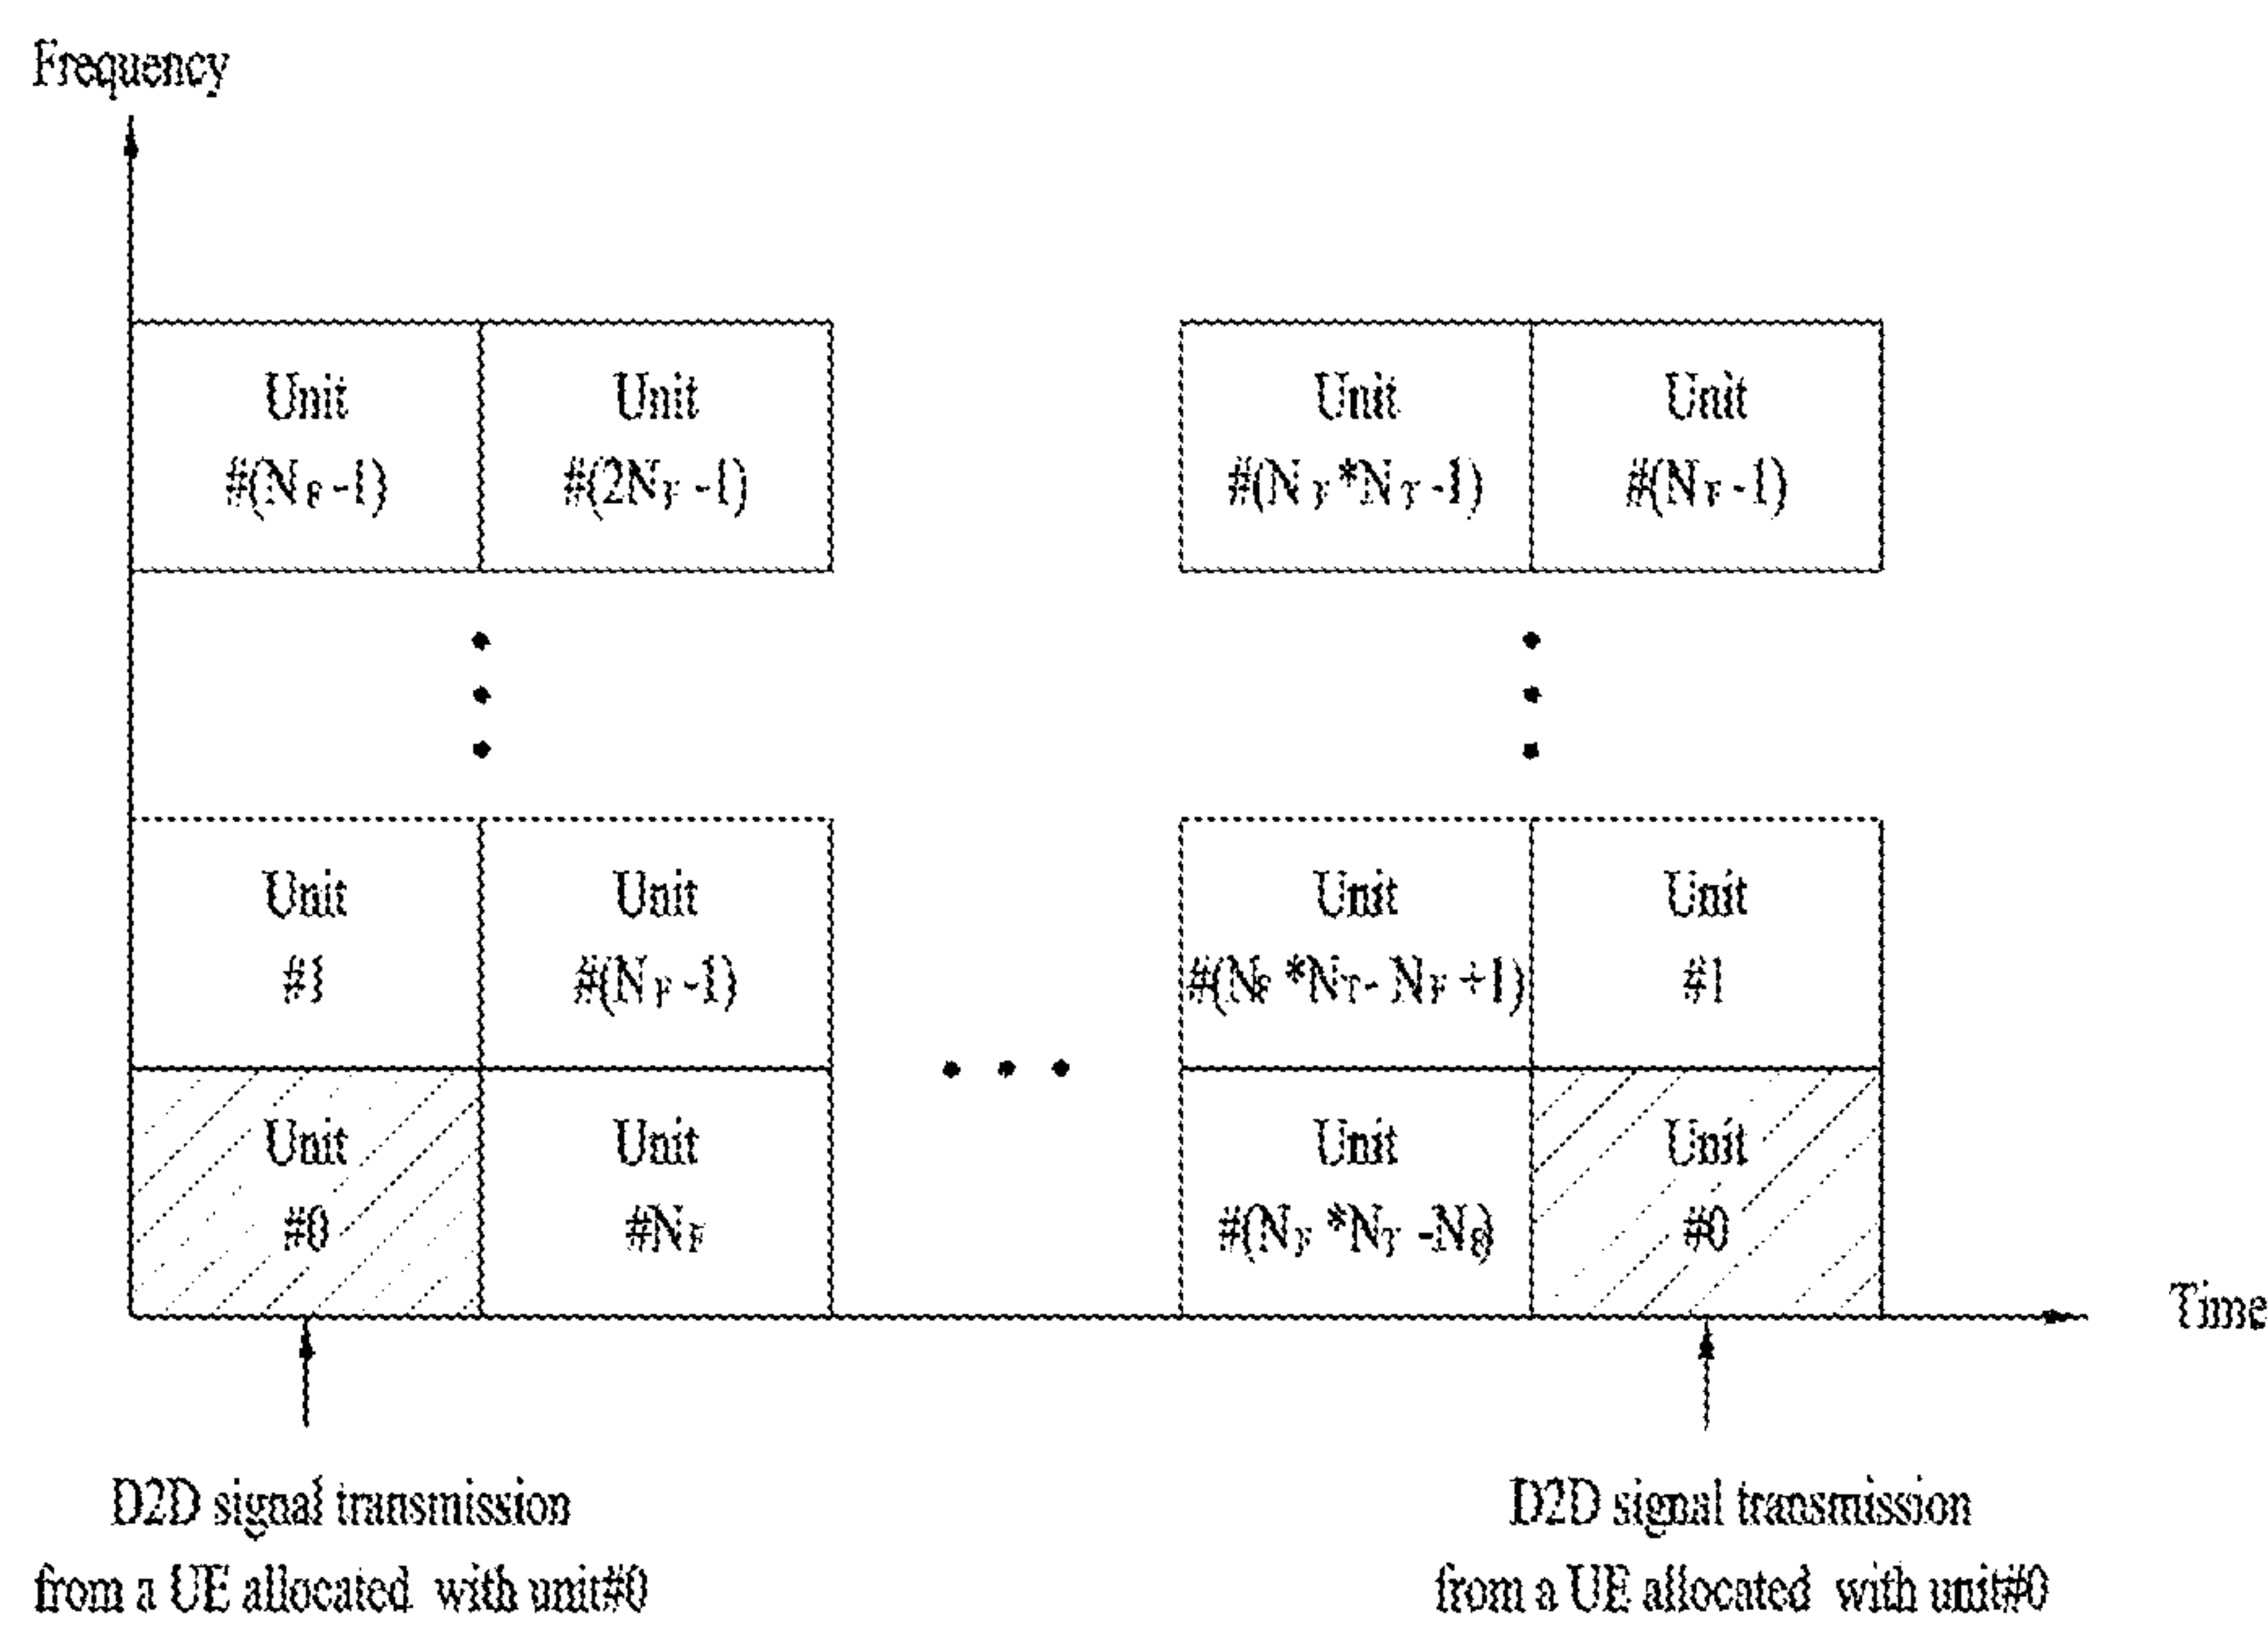 Frequency
Unit
#(NF-1)
Unit
#(2NF-1)
Unit
#(NF*NT-1)
Unit
#(NF-1)
Unit
#1
Unit
#(NF-1)
Unit
#(NF*NT-NF+1)
Unit
#1
Unit
#0
Unit
#NF
Unit
#(NF*NT-NF)
Unit
#0
Time
D2D signal transmission
from a UE allocated with unit#0
D2D signal transmission
from a UE allocated with unit#0